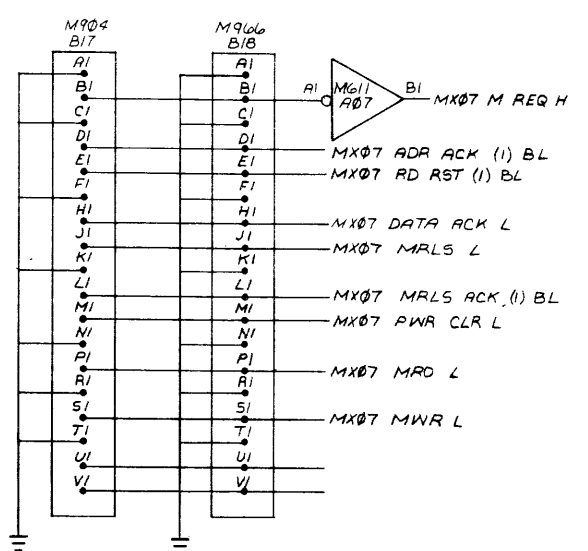 M9Ø4 M966
B17 B18
A1 A1
B1 B1 A1 M611 B1 MXØ7 M REQ H
AØ7
C1 C1
D1 D1 MXØ7 ADR ACK (1) BL
E1 E1 MXØ7 RD RST (1) BL
F1 F1
H1 H1 MXØ7 DATA ACK L
J1 J1 MXØ7 MRLS L
K1 K1
L1 L1 MXØ7 MRLS ACK (1) BL
M1 M1 MXØ7 PWR CLR L
N1 N1
P1 P1 MXØ7 MRD L
R1 R1
S1 S1 MXØ7 MWR L
T1 T1
U1 U1
V1 V1